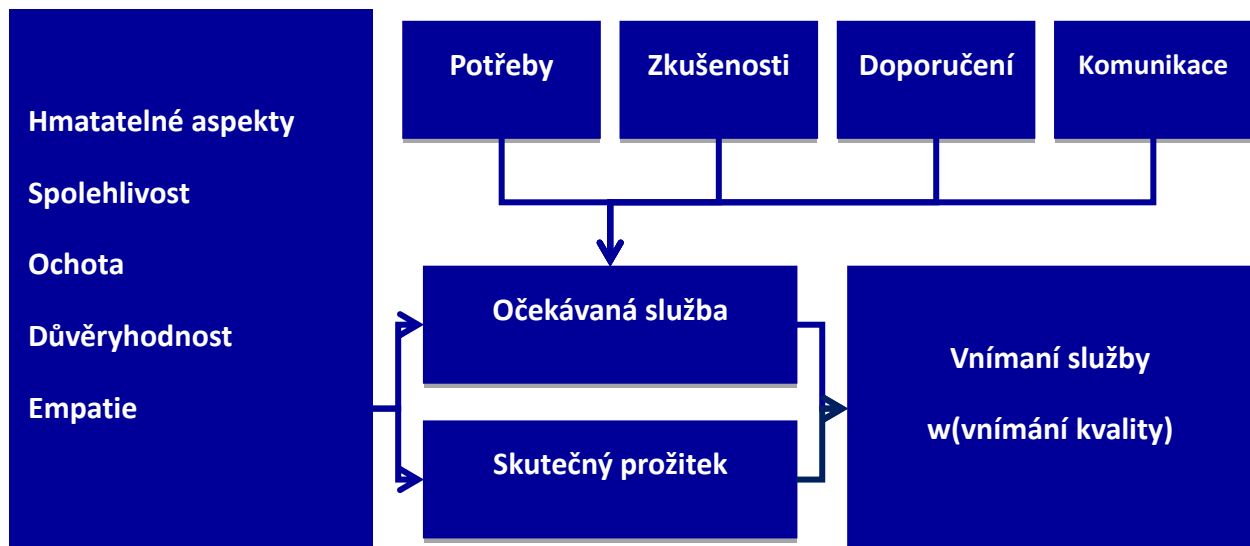 Potřeby
Zkušenosti
Doporučení
Komunikace
Hmatatelné aspekty
Spolehlivost
Ochota
Důvěryhodnost
Empatie
Očekávaná služba
Skutečný prožitek
Vnímaní služby
w(vnímání kvality)